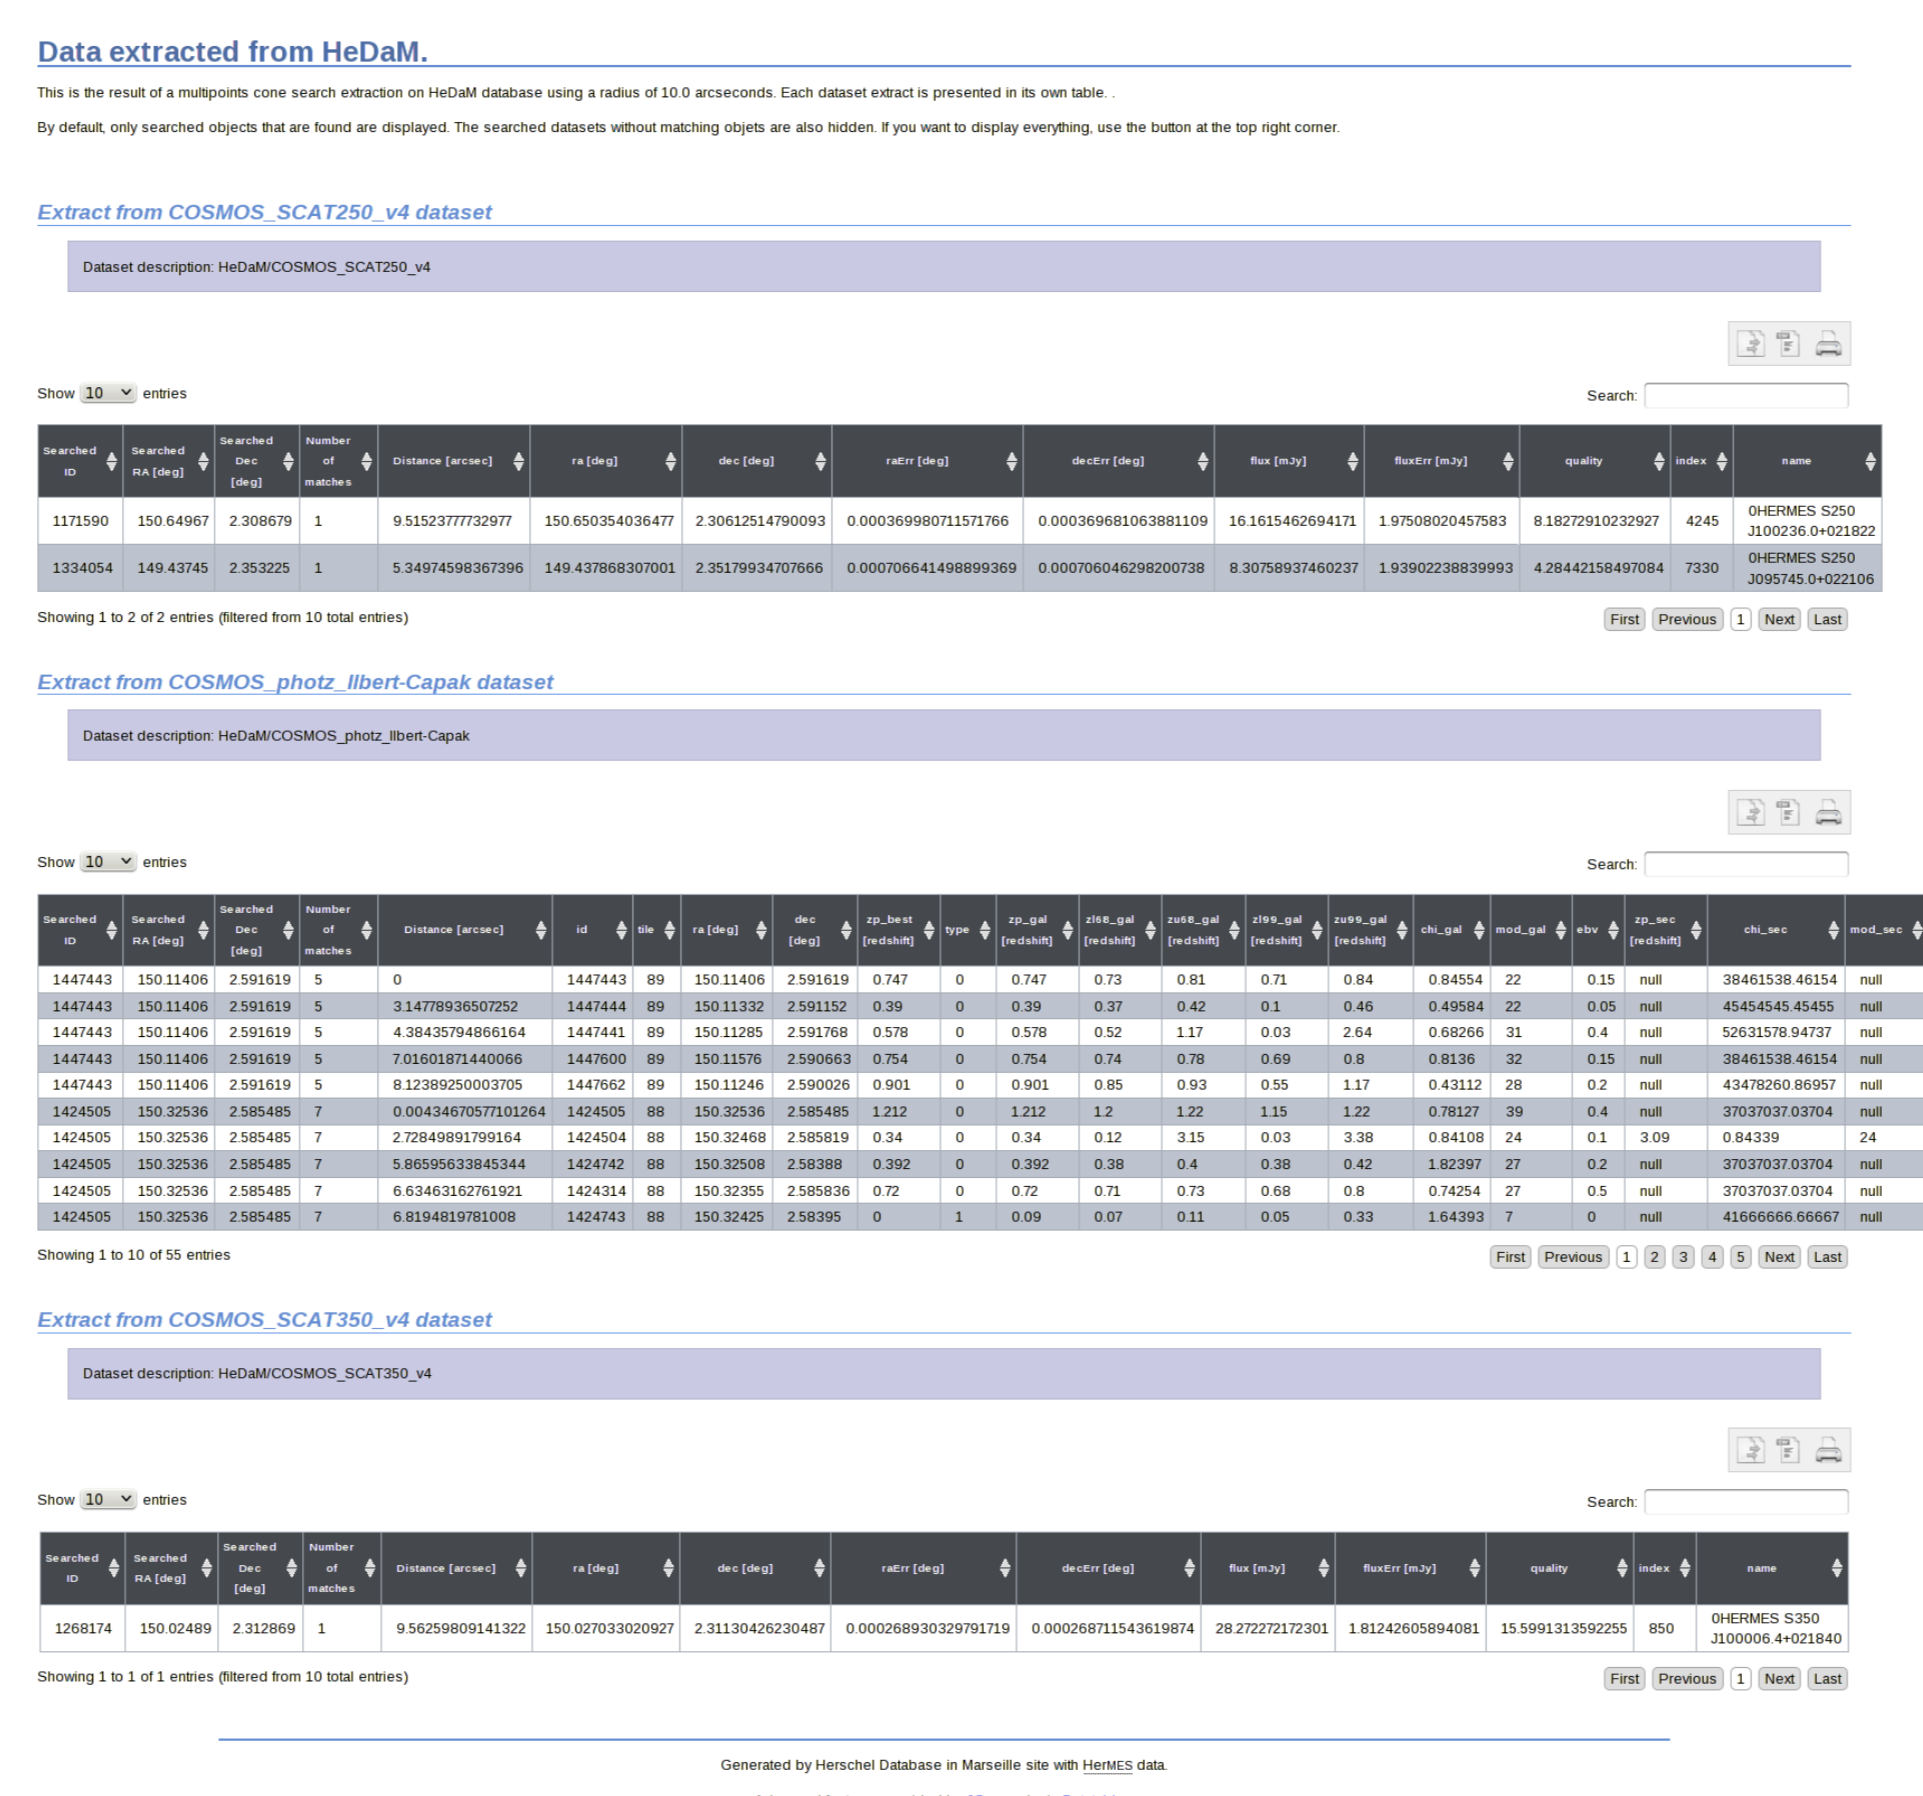 Data extracted from HeDaM.
This is the result of a multipoints cone search extraction on HeDaM database using a radius of 10.0 arcseconds. Each dataset extract is presented in its own table. .
By default, only searched objects that are found are displayed. The searched datasets without matching objets are also hidden. If you want to display everything, use the button at the top right corner.
Extract from COSMOS_SCAT250_v4 dataset
Dataset description: HeDaM/COSMOS_SCAT250_v4
Show 10 entries Search:
Searched ID Searched RA [deg] Searched Dec [deg] Number of matches Distance [arcsec] ra [deg] dec [deg] raErr [deg] decErr [deg] flux [mJy] fluxErr [mJy] quality index name
1171590 150.64967 2.308679 1 9.51523777732977 150.650354036477 2.30612514790093 0.000369980711571766 0.000369681063881109 16.1615462694171 1.97508020457583 8.18272910232927 4245 0HERMES S250 J100236.0+021822
1334054 149.43745 2.353225 1 5.34974598367396 149.437868307001 2.35179934707666 0.000706641498899369 0.000706046298200738 8.30758937460237 1.93902238839993 4.28442158497084 7330 0HERMES S250 J095745.0+022106
Showing 1 to 2 of 2 entries (filtered from 10 total entries) First Previous 1 Next Last
Extract from COSMOS_photz_Ilbert-Capak dataset
Dataset description: HeDaM/COSMOS_photz_Ilbert-Capak
Show 10 entries Search:
Searched ID Searched RA [deg] Searched Dec [deg] Number of matches Distance [arcsec] id tile ra [deg] dec [deg] zp_best [redshift] type zp_gal [redshift] zl68_gal [redshift] zu68_gal [redshift] zl99_gal [redshift] zu99_gal [redshift] chi_gal mod_gal ebv zp_sec [redshift] chi_sec mod_sec
1447443 150.11406 2.591619 5 0 1447443 89 150.11406 2.591619 0.747 0 0.747 0.73 0.81 0.71 0.84 0.84554 22 0.15 null 38461538.46154 null
1447443 150.11406 2.591619 5 3.14778936507252 1447444 89 150.11332 2.591152 0.39 0 0.39 0.37 0.42 0.1 0.46 0.49584 22 0.05 null 45454545.45455 null
1447443 150.11406 2.591619 5 4.38435794866164 1447441 89 150.11285 2.591768 0.578 0 0.578 0.52 1.17 0.03 2.64 0.68266 31 0.4 null 52631578.94737 null
1447443 150.11406 2.591619 5 7.01601871440066 1447600 89 150.11576 2.590663 0.754 0 0.754 0.74 0.78 0.69 0.8 0.8136 32 0.15 null 38461538.46154 null
1447443 150.11406 2.591619 5 8.12389250003705 1447662 89 150.11246 2.590026 0.901 0 0.901 0.85 0.93 0.55 1.17 0.43112 28 0.2 null 43478260.86957 null
1424505 150.32536 2.585485 7 0.00434670577101264 1424505 88 150.32536 2.585485 1.212 0 1.212 1.2 1.22 1.15 1.22 0.78127 39 0.4 null 37037037.03704 null
1424505 150.32536 2.585485 7 2.72849891799164 1424504 88 150.32468 2.585819 0.34 0 0.34 0.12 3.15 0.03 3.38 0.84108 24 0.1 3.09 0.84339 24
1424505 150.32536 2.585485 7 5.86595633845344 1424742 88 150.32508 2.58388 0.392 0 0.392 0.38 0.4 0.38 0.42 1.82397 27 0.2 null 37037037.03704 null
1424505 150.32536 2.585485 7 6.63463162761921 1424314 88 150.32355 2.585836 0.72 0 0.72 0.71 0.73 0.68 0.8 0.74254 27 0.5 null 37037037.03704 null
1424505 150.32536 2.585485 7 6.8194819781008 1424743 88 150.32425 2.58395 0 1 0.09 0.07 0.11 0.05 0.33 1.64393 7 0 null 41666666.66667 null
Showing 1 to 10 of 55 entries First Previous 1 2 3 4 5 Next Last
Extract from COSMOS_SCAT350_v4 dataset
Dataset description: HeDaM/COSMOS_SCAT350_v4
Show 10 entries Search:
Searched ID Searched RA [deg] Searched Dec [deg] Number of matches Distance [arcsec] ra [deg] dec [deg] raErr [deg] decErr [deg] flux [mJy] fluxErr [mJy] quality index name
1268174 150.02489 2.312869 1 9.56259809141322 150.027033020927 2.31130426230487 0.000268930329791719 0.000268711543619874 28.272272172301 1.81242605894081 15.5991313592255 850 0HERMES S350 J100006.4+021840
Showing 1 to 1 of 1 entries (filtered from 10 total entries) First Previous 1 Next Last
Generated by Herschel Database in Marseille site with HerMES data.